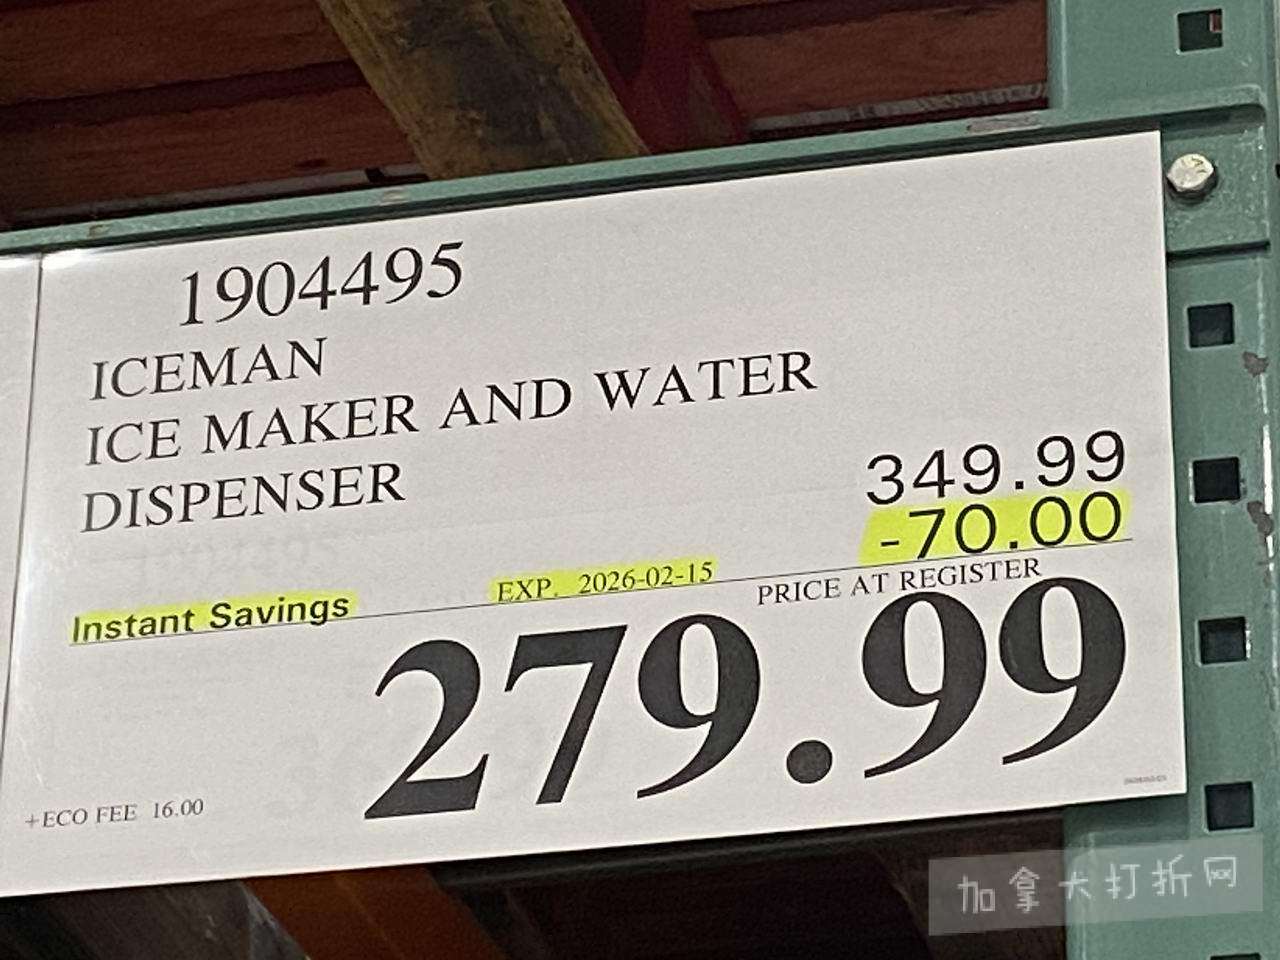 1904495
ICEMAN
ICE MAKER AND WATER
DISPENSER
349.99
-70.00
Instant Savings
EXP. 2026-02-15
PRICE AT REGISTER
279.99
+ECO FEE 16.00
加拿大打折网